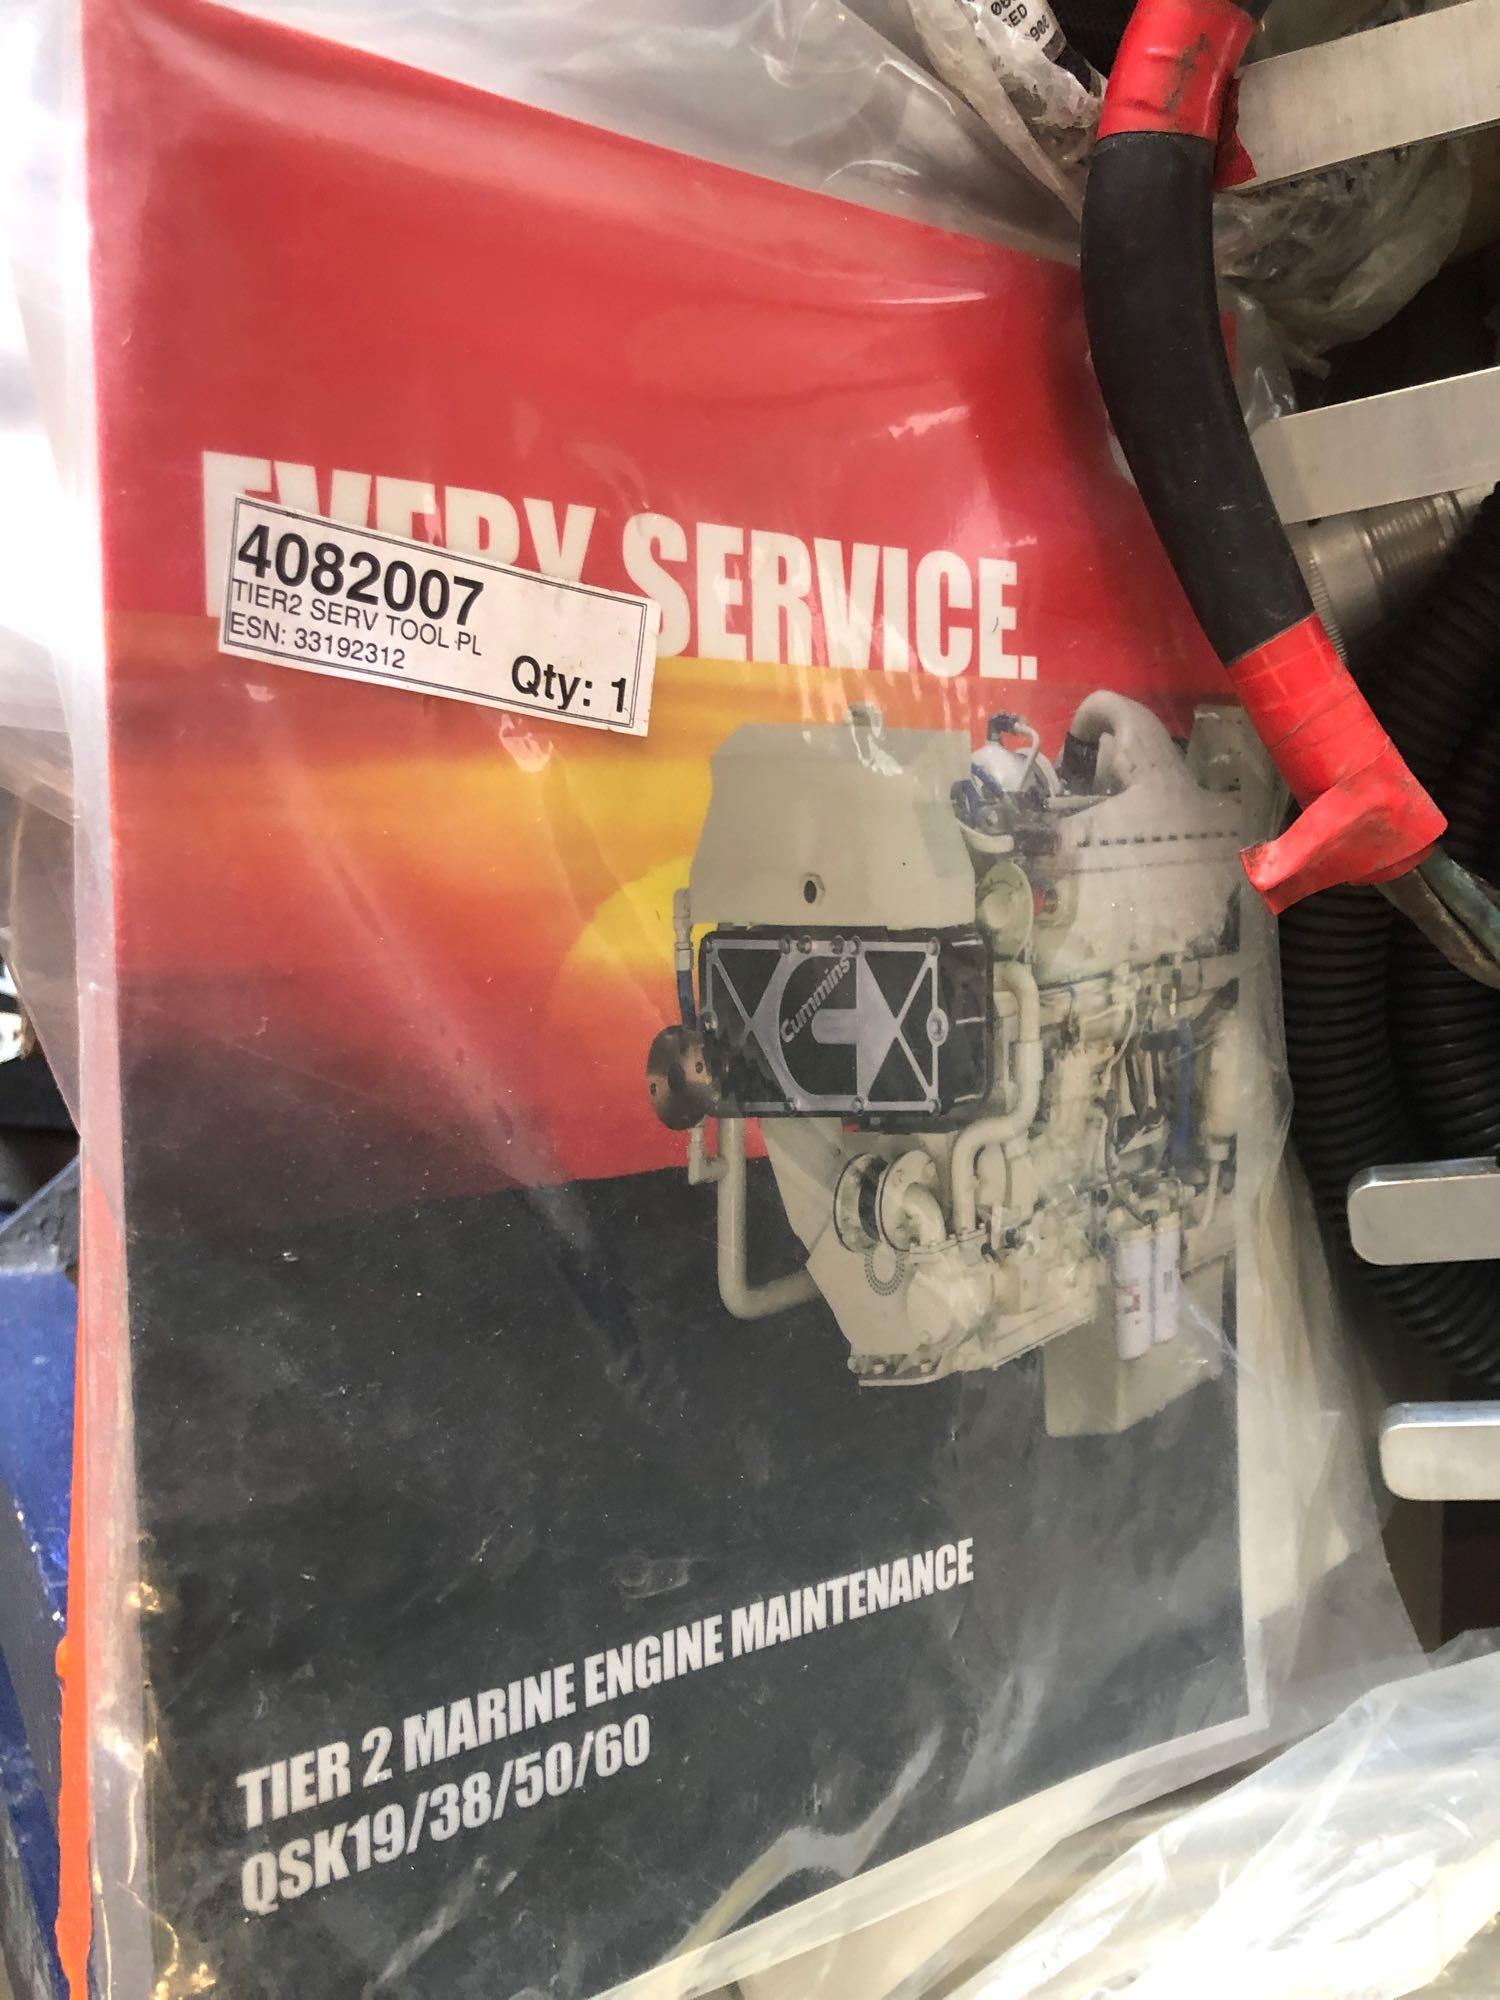 EVERY SERVICE.
4082007
TIER2 SERV TOOL PL
ESN: 33192312
Qty: 1
Cummins
TIER 2 MARINE ENGINE MAINTENANCE
QSK19/38/50/60